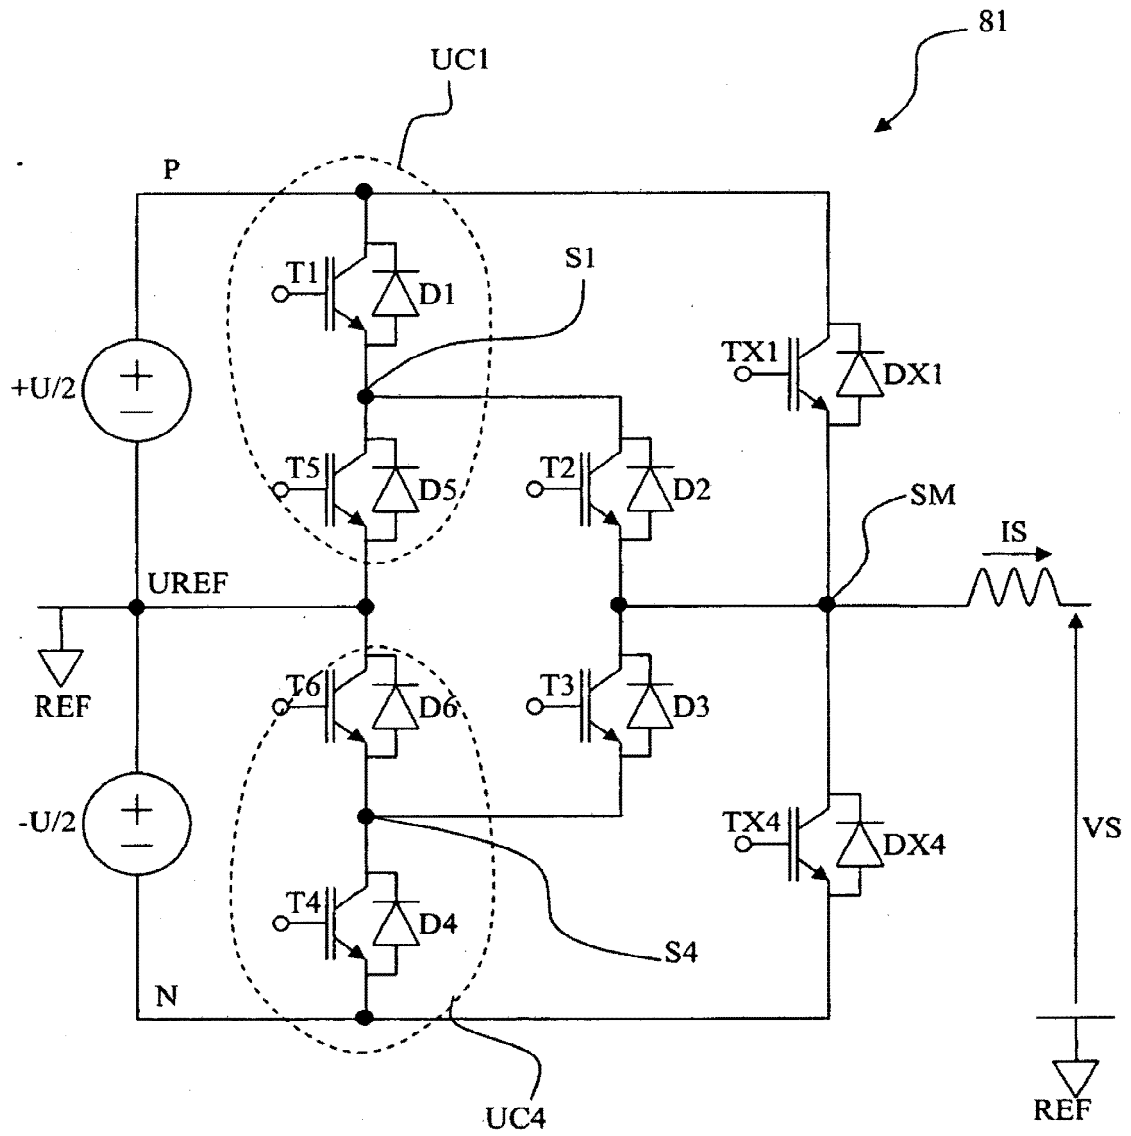 81
UC1
P
S1
T1
D1
TX1
DX1
+U/2
T5
D5
T2
D2
SM
IS
UREF
REF
T6
D6
T3
D3
-U/2
TX4
DX4
VS
T4
D4
S4
N
UC4
REF